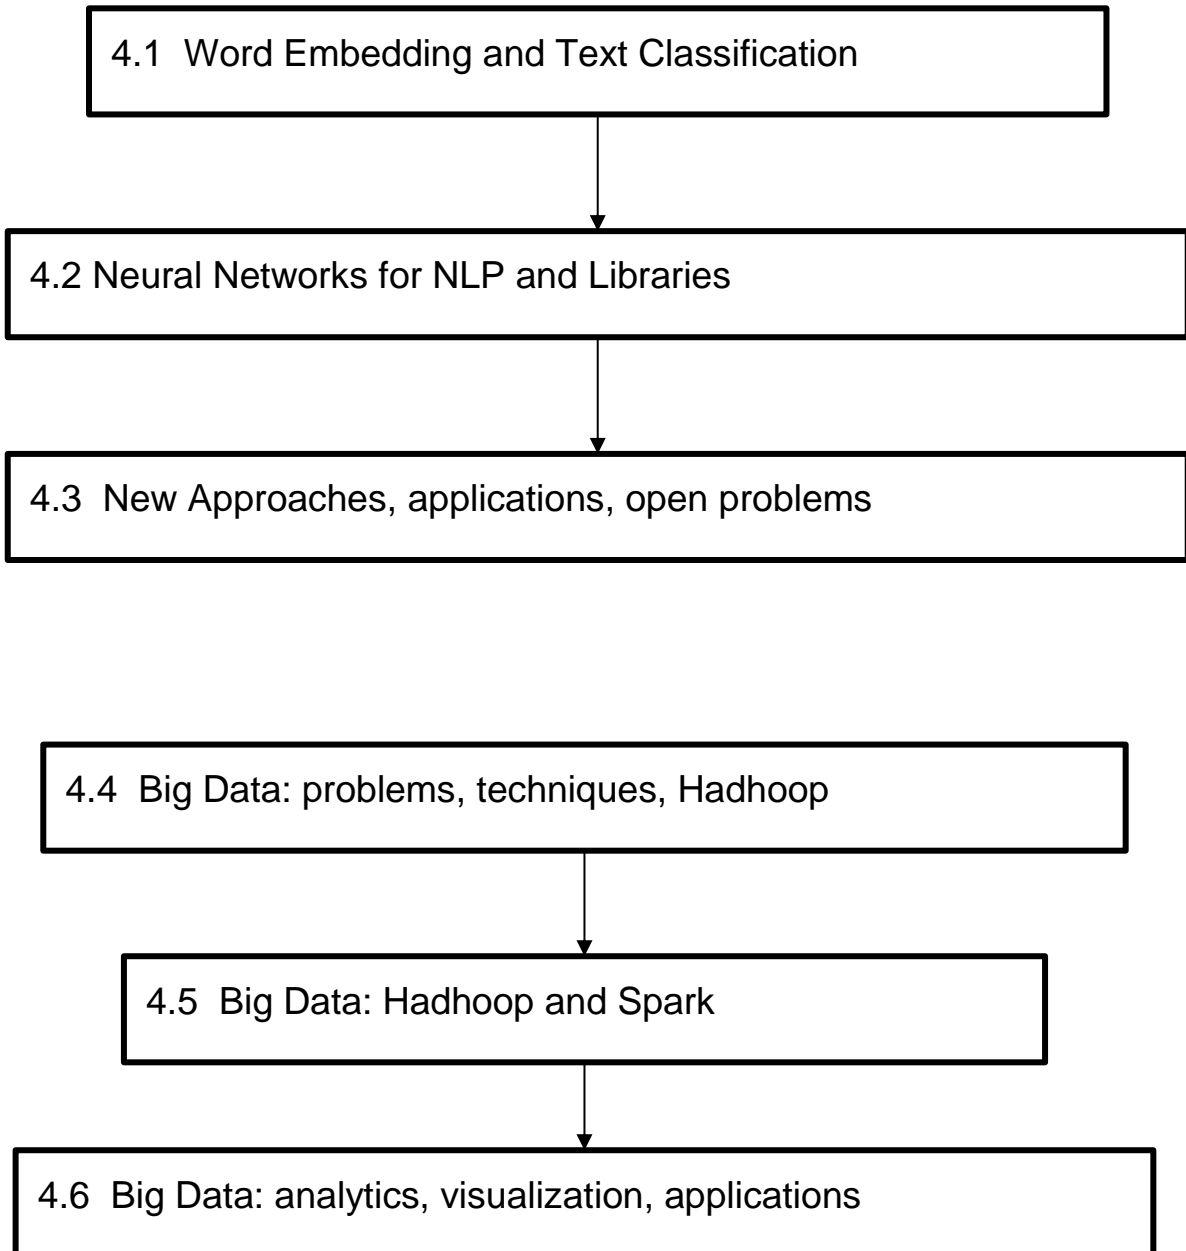 4.1  Word Embedding and Text Classification
4.2 Neural Networks for NLP and Libraries
4.3  New Approaches, applications, open problems
4.4  Big Data: problems, techniques, Hadhoop
4.5  Big Data: Hadhoop and Spark
4.6  Big Data: analytics, visualization, applications